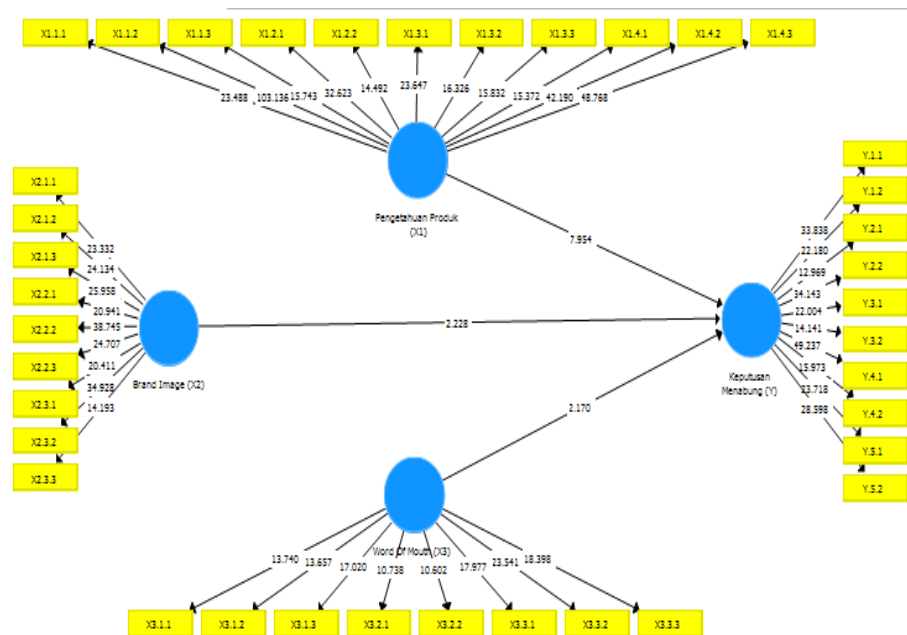 X1.1.1 X1.1.2 X1.1.3 X1.2.1 X1.2.2 X1.3.1 X1.3.2 X1.3.3 X1.4.1 X1.4.2 X1.4.3
23.488 103.136 15.743 32.623 14.492 23.647 16.326 15.832 15.372 42.190 48.768
Pengetahuan Produk
(X1)
7.954
X2.1.1
X2.1.2
X2.1.3
X2.2.1
X2.2.2
X2.2.3
X2.3.1
X2.3.2
X2.3.3
23.332
24.134
25.958
20.941
38.745
24.707
20.411
34.928
14.193
Brand Image (X2)
2.228
Y.1.1
Y.1.2
Y.2.1
Y.2.2
Y.3.1
Y.3.2
Y.4.1
Y.4.2
Y.5.1
Y.5.2
33.838
22.180
12.969
34.143
22.004
14.141
49.237
15.973
23.718
28.598
Keputusan
Menabung (Y)
2.170
Word Of Mouth (X3)
13.740 13.657 17.020 10.738 10.602 17.977 23.541 18.398
X3.1.1 X3.1.2 X3.1.3 X3.2.1 X3.2.2 X3.3.1 X3.3.2 X3.3.3